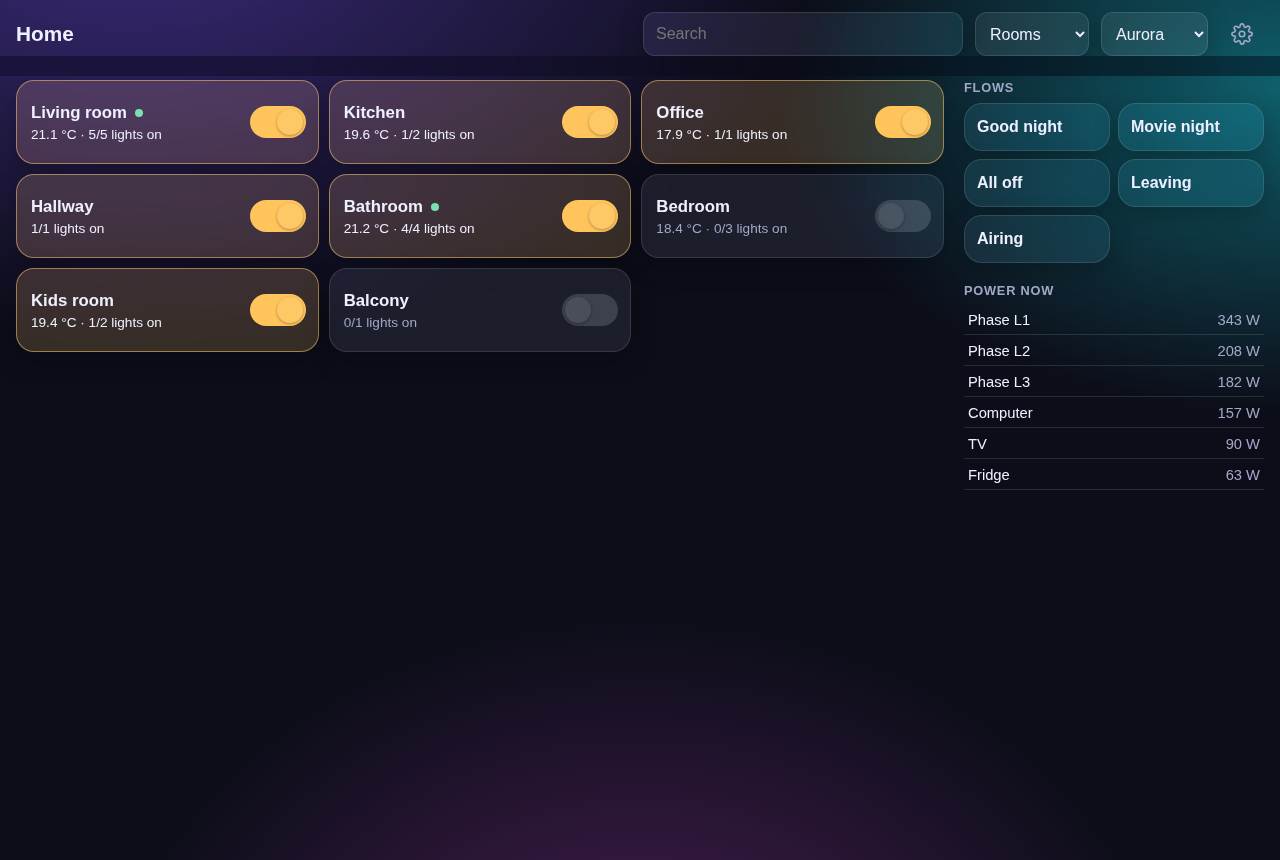 Home
Search
Rooms
Aurora
Living room
21.1 °C · 5/5 lights on
Kitchen
19.6 °C · 1/2 lights on
Office
17.9 °C · 1/1 lights on
Hallway
1/1 lights on
Bathroom
21.2 °C · 4/4 lights on
Bedroom
18.4 °C · 0/3 lights on
Kids room
19.4 °C · 1/2 lights on
Balcony
0/1 lights on
FLOWS
Good night
Movie night
All off
Leaving
Airing
POWER NOW
Phase L1 343 W
Phase L2 208 W
Phase L3 182 W
Computer 157 W
TV 90 W
Fridge 63 W